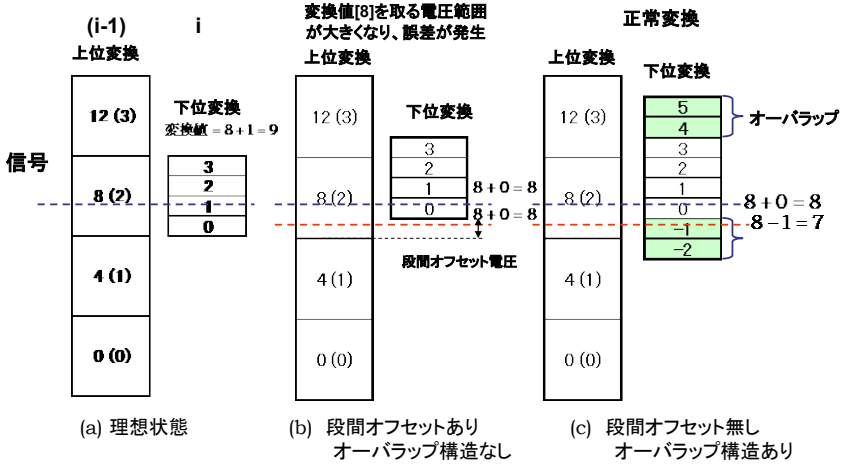 (i-1)
i
上位変換
12 (3)
8 (2)
4 (1)
0 (0)
信号
下位変換
変換値 = 8 + 1 = 9
3
2
1
0
(a) 理想状態
変換値[8]を取る電圧範囲
が大きくなり、誤差が発生
上位変換
12 (3)
8 (2)
4 (1)
0 (0)
下位変換
3
2
1
0
8 + 0 = 8
8 + 0 = 8
段間オフセット電圧
(b) 段間オフセットあり
オーバラップ構造なし
正常変換
上位変換
12 (3)
8 (2)
4 (1)
0 (0)
下位変換
5
4
3
2
1
0
-1
-2
オーバラップ
8 + 0 = 8
8 − 1 = 7
(c) 段間オフセット無し
オーバラップ構造あり